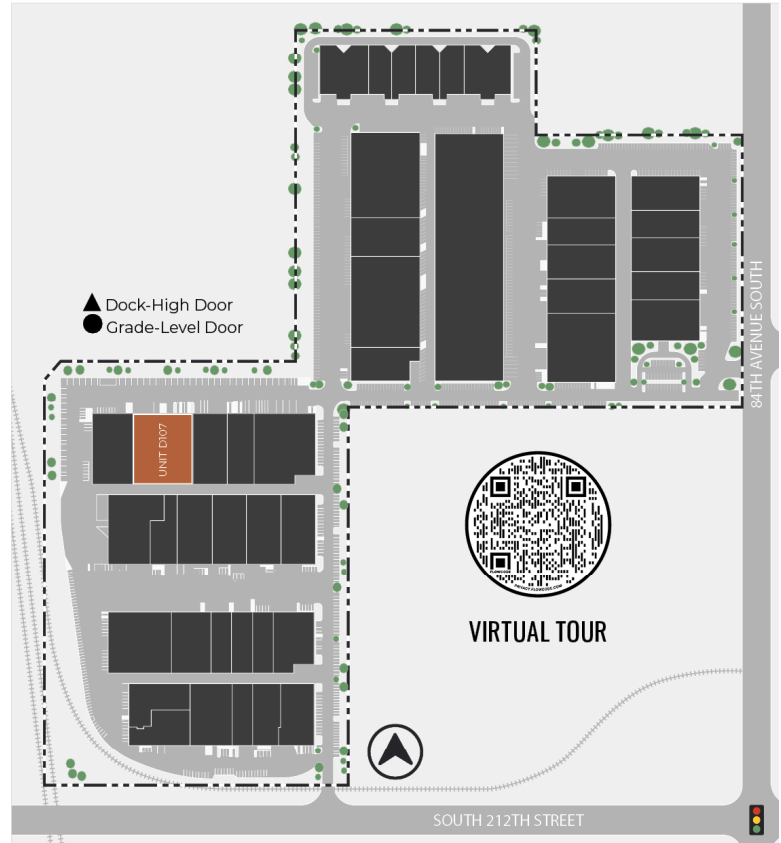 84TH AVENUE SOUTH
Dock-High Door
Grade-Level Door
UNIT D107
VIRTUAL TOUR
SOUTH 212TH STREET